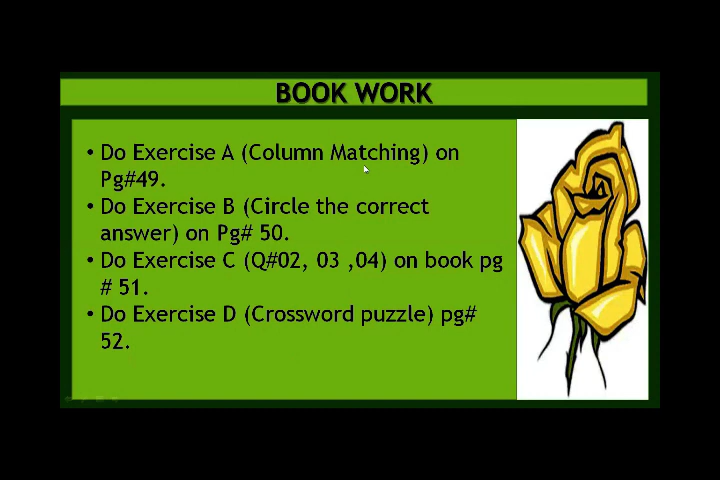 BOOK WORK
• Do Exercise A (Column Matching) on
Pg#49.
• Do Exercise B (Circle the correct
answer) on Pg# 50.
• Do Exercise C (Q#02, 03 ,04) on book pg
# 51.
• Do Exercise D (Crossword puzzle) pg#
52.